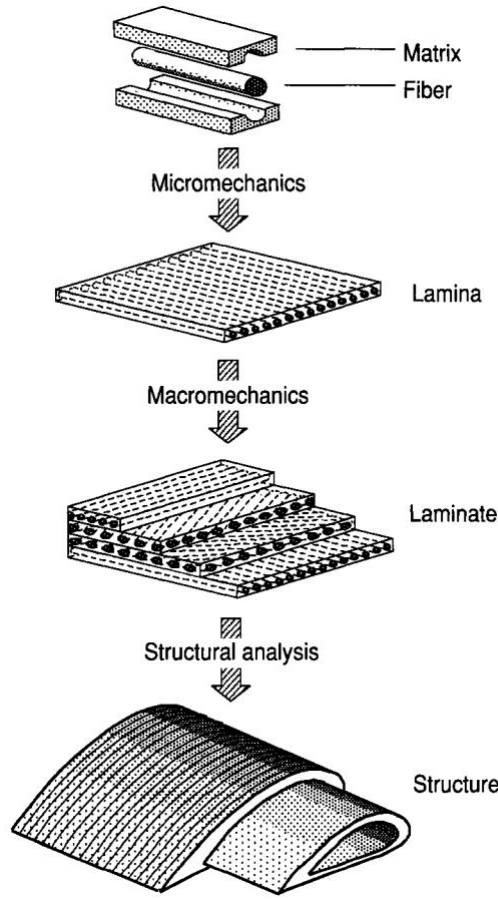 Matrix
Fiber
Micromechanics
Lamina
Macromechanics
Laminate
Structural analysis
Structure